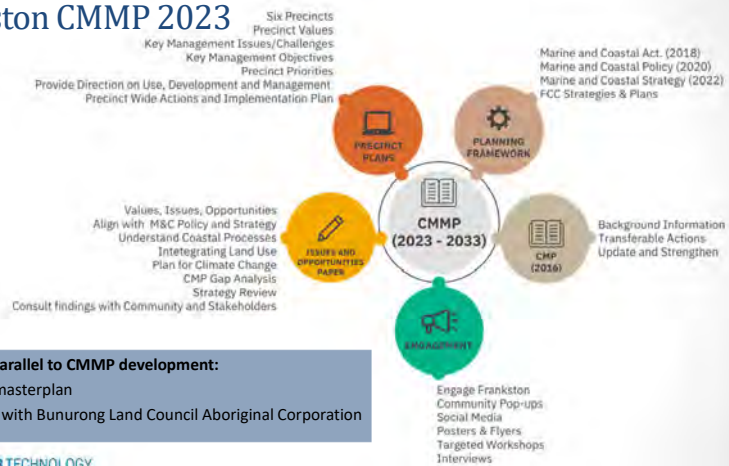 ston CMMP 2023
Six Precincts
Precinct Values
Key Management Issues/Challenges
Key Management Objectives
Precinct Priorities
Provide Direction on Use, Development and Management
Precinct Wide Actions and Implementation Plan
PRECINCT
PLANS
Marine and Coastal Act. (2018)
Marine and Coastal Policy (2020)
Marine and Coastal Strategy (2022)
FCC Strategies & Plans
PLANNING
FRAMEWORK
Values, Issues, Opportunities
Align with M&C Policy and Strategy
Understand Coastal Processes
Intetegrating Land Use
Plan for Climate Change
CMP Gap Analysis
Strategy Review
Consult findings with Community and Stakeholders
ISSUES AND
OPPORTUNITIES
PAPER
CMMP
(2023 - 2033)
CMP
(2016)
Background Information
Transferable Actions
Update and Strengthen
ENGAGEMENT
Engage Frankston
Community Pop-ups
Social Media
Posters & Flyers
Targeted Workshops
Interviews
arallel to CMMP development:
masterplan
with Bunurong Land Council Aboriginal Corporation
TECHNOLOGY